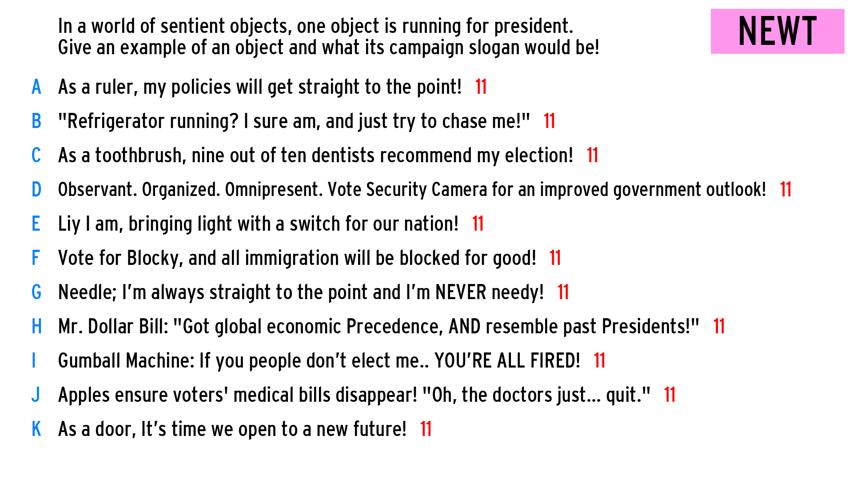 In a world of sentient objects, one object is running for president.
Give an example of an object and what its campaign slogan would be!
NEWT
A As a ruler, my policies will get straight to the point! 11
B "Refrigerator running? I sure am, and just try to chase me!" 11
C As a toothbrush, nine out of ten dentists recommend my election! 11
D Observant. Organized. Omnipresent. Vote Security Camera for an improved government outlook! 11
E Liy I am, bringing light with a switch for our nation! 11
F Vote for Blocky, and all immigration will be blocked for good! 11
G Needle; I'm always straight to the point and I'm NEVER needy! 11
H Mr. Dollar Bill: "Got global economic Precedence, AND resemble past Presidents!" 11
I Gumball Machine: If you people don't elect me.. YOU'RE ALL FIRED! 11
J Apples ensure voters' medical bills disappear! "Oh, the doctors just... quit." 11
K As a door, It's time we open to a new future! 11